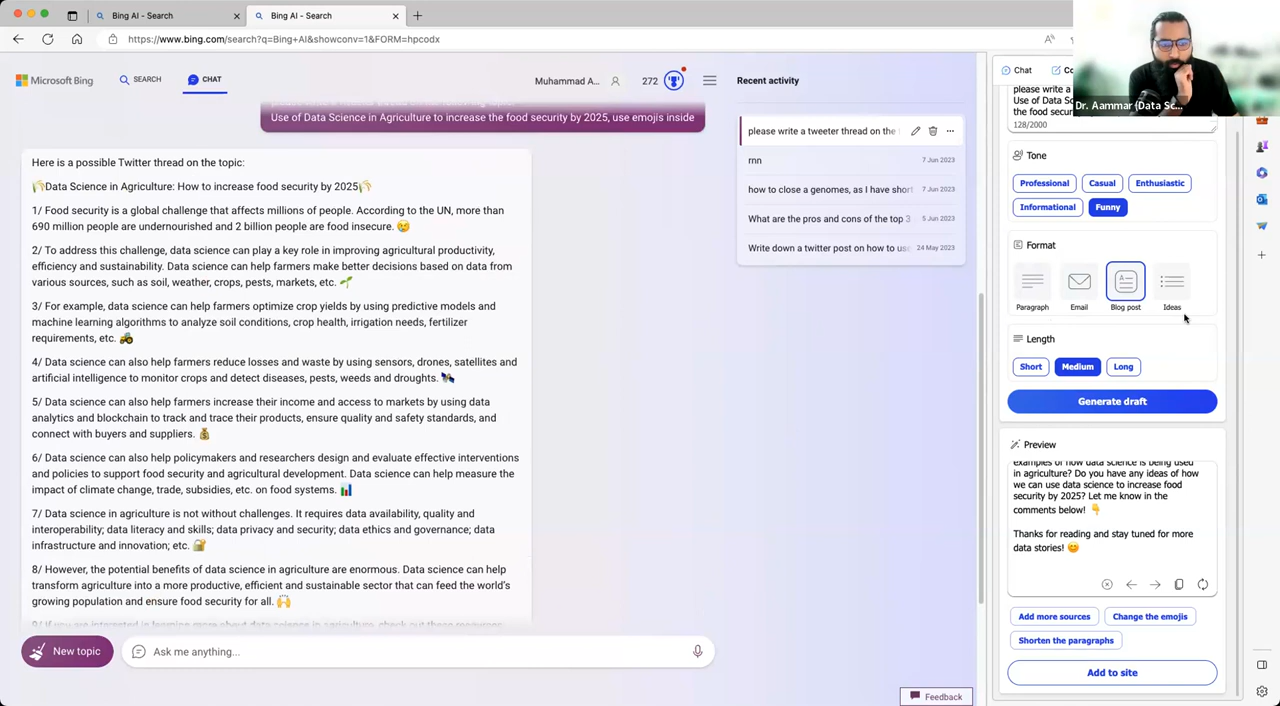 Bing AI - Search
Bing AI - Search
https://www.bing.com/search?q=Bing+AI&showconv=1&FORM=hpcodx
Microsoft Bing
SEARCH
CHAT
Muhammad A...
272
Use of Data Science in Agriculture to increase the food security by 2025, use emojis inside
Here is a possible Twitter thread on the topic:
🌾Data Science in Agriculture: How to increase food security by 2025🌾
1/ Food security is a global challenge that affects millions of people. According to the UN, more than
690 million people are undernourished and 2 billion people are food insecure. 😢
2/ To address this challenge, data science can play a key role in improving agricultural productivity,
efficiency and sustainability. Data science can help farmers make better decisions based on data from
various sources, such as soil, weather, crops, pests, markets, etc. 🌱
3/ For example, data science can help farmers optimize crop yields by using predictive models and
machine learning algorithms to analyze soil conditions, crop health, irrigation needs, fertilizer
requirements, etc. 🚜
4/ Data science can also help farmers reduce losses and waste by using sensors, drones, satellites and
artificial intelligence to monitor crops and detect diseases, pests, weeds and droughts. 🛰
5/ Data science can also help farmers increase their income and access to markets by using data
analytics and blockchain to track and trace their products, ensure quality and safety standards, and
connect with buyers and suppliers. 💰
6/ Data science can also help policymakers and researchers design and evaluate effective interventions
and policies to support food security and agricultural development. Data science can help measure the
impact of climate change, trade, subsidies, etc. on food systems. 📊
7/ Data science in agriculture is not without challenges. It requires data availability, quality and
interoperability; data literacy and skills; data privacy and security; data ethics and governance; data
infrastructure and innovation; etc. 🔐
8/ However, the potential benefits of data science in agriculture are enormous. Data science can help
transform agriculture into a more productive, efficient and sustainable sector that can feed the world's
growing population and ensure food security for all. 🙌
New topic
Ask me anything...
Feedback
Recent activity
please write a tweeter thread on the
rnn
7 Jun 2023
how to close a genomes, as I have short
7 Jun 2023
What are the pros and cons of the top 3
5 Jun 2023
Write down a twitter post on how to us
24 May 2023
Dr. Aammar (Data Sc...
Chat
Co
please write a
Use of Data Sc
the food secur
128/2000
Tone
Professional
Casual
Enthusiastic
Informational
Funny
Format
Paragraph
Email
Blog post
Ideas
Length
Short
Medium
Long
Generate draft
Preview
examples of how data science is being used
in agriculture? Do you have any ideas of how
we can use data science to increase food
security by 2025? Let me know in the
comments below! 👇
Thanks for reading and stay tuned for more
data stories! 😊
Add more sources
Change the emojis
Shorten the paragraphs
Add to site